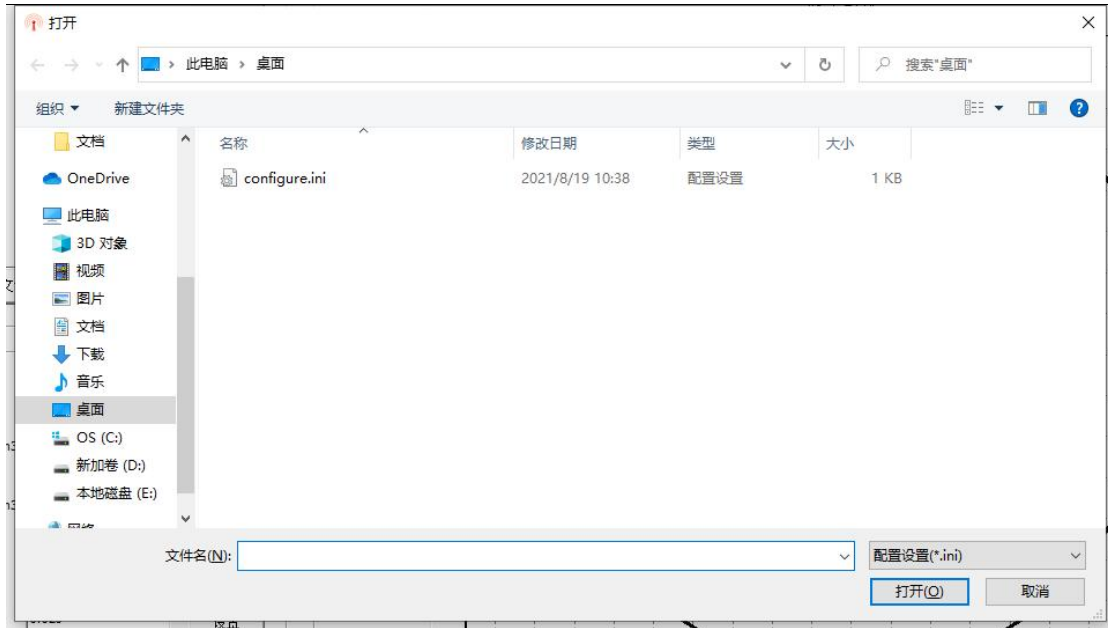 打开
此电脑 › 桌面
搜索"桌面"
组织 新建文件夹
名称 修改日期 类型 大小
configure.ini 2021/8/19 10:38 配置设置 1 KB
文档
OneDrive
此电脑
3D 对象
视频
图片
文档
下载
音乐
桌面
OS (C:)
新加卷 (D:)
本地磁盘 (E:)
网络
文件名(N): 配置设置(*.ini)
打开(O) 取消